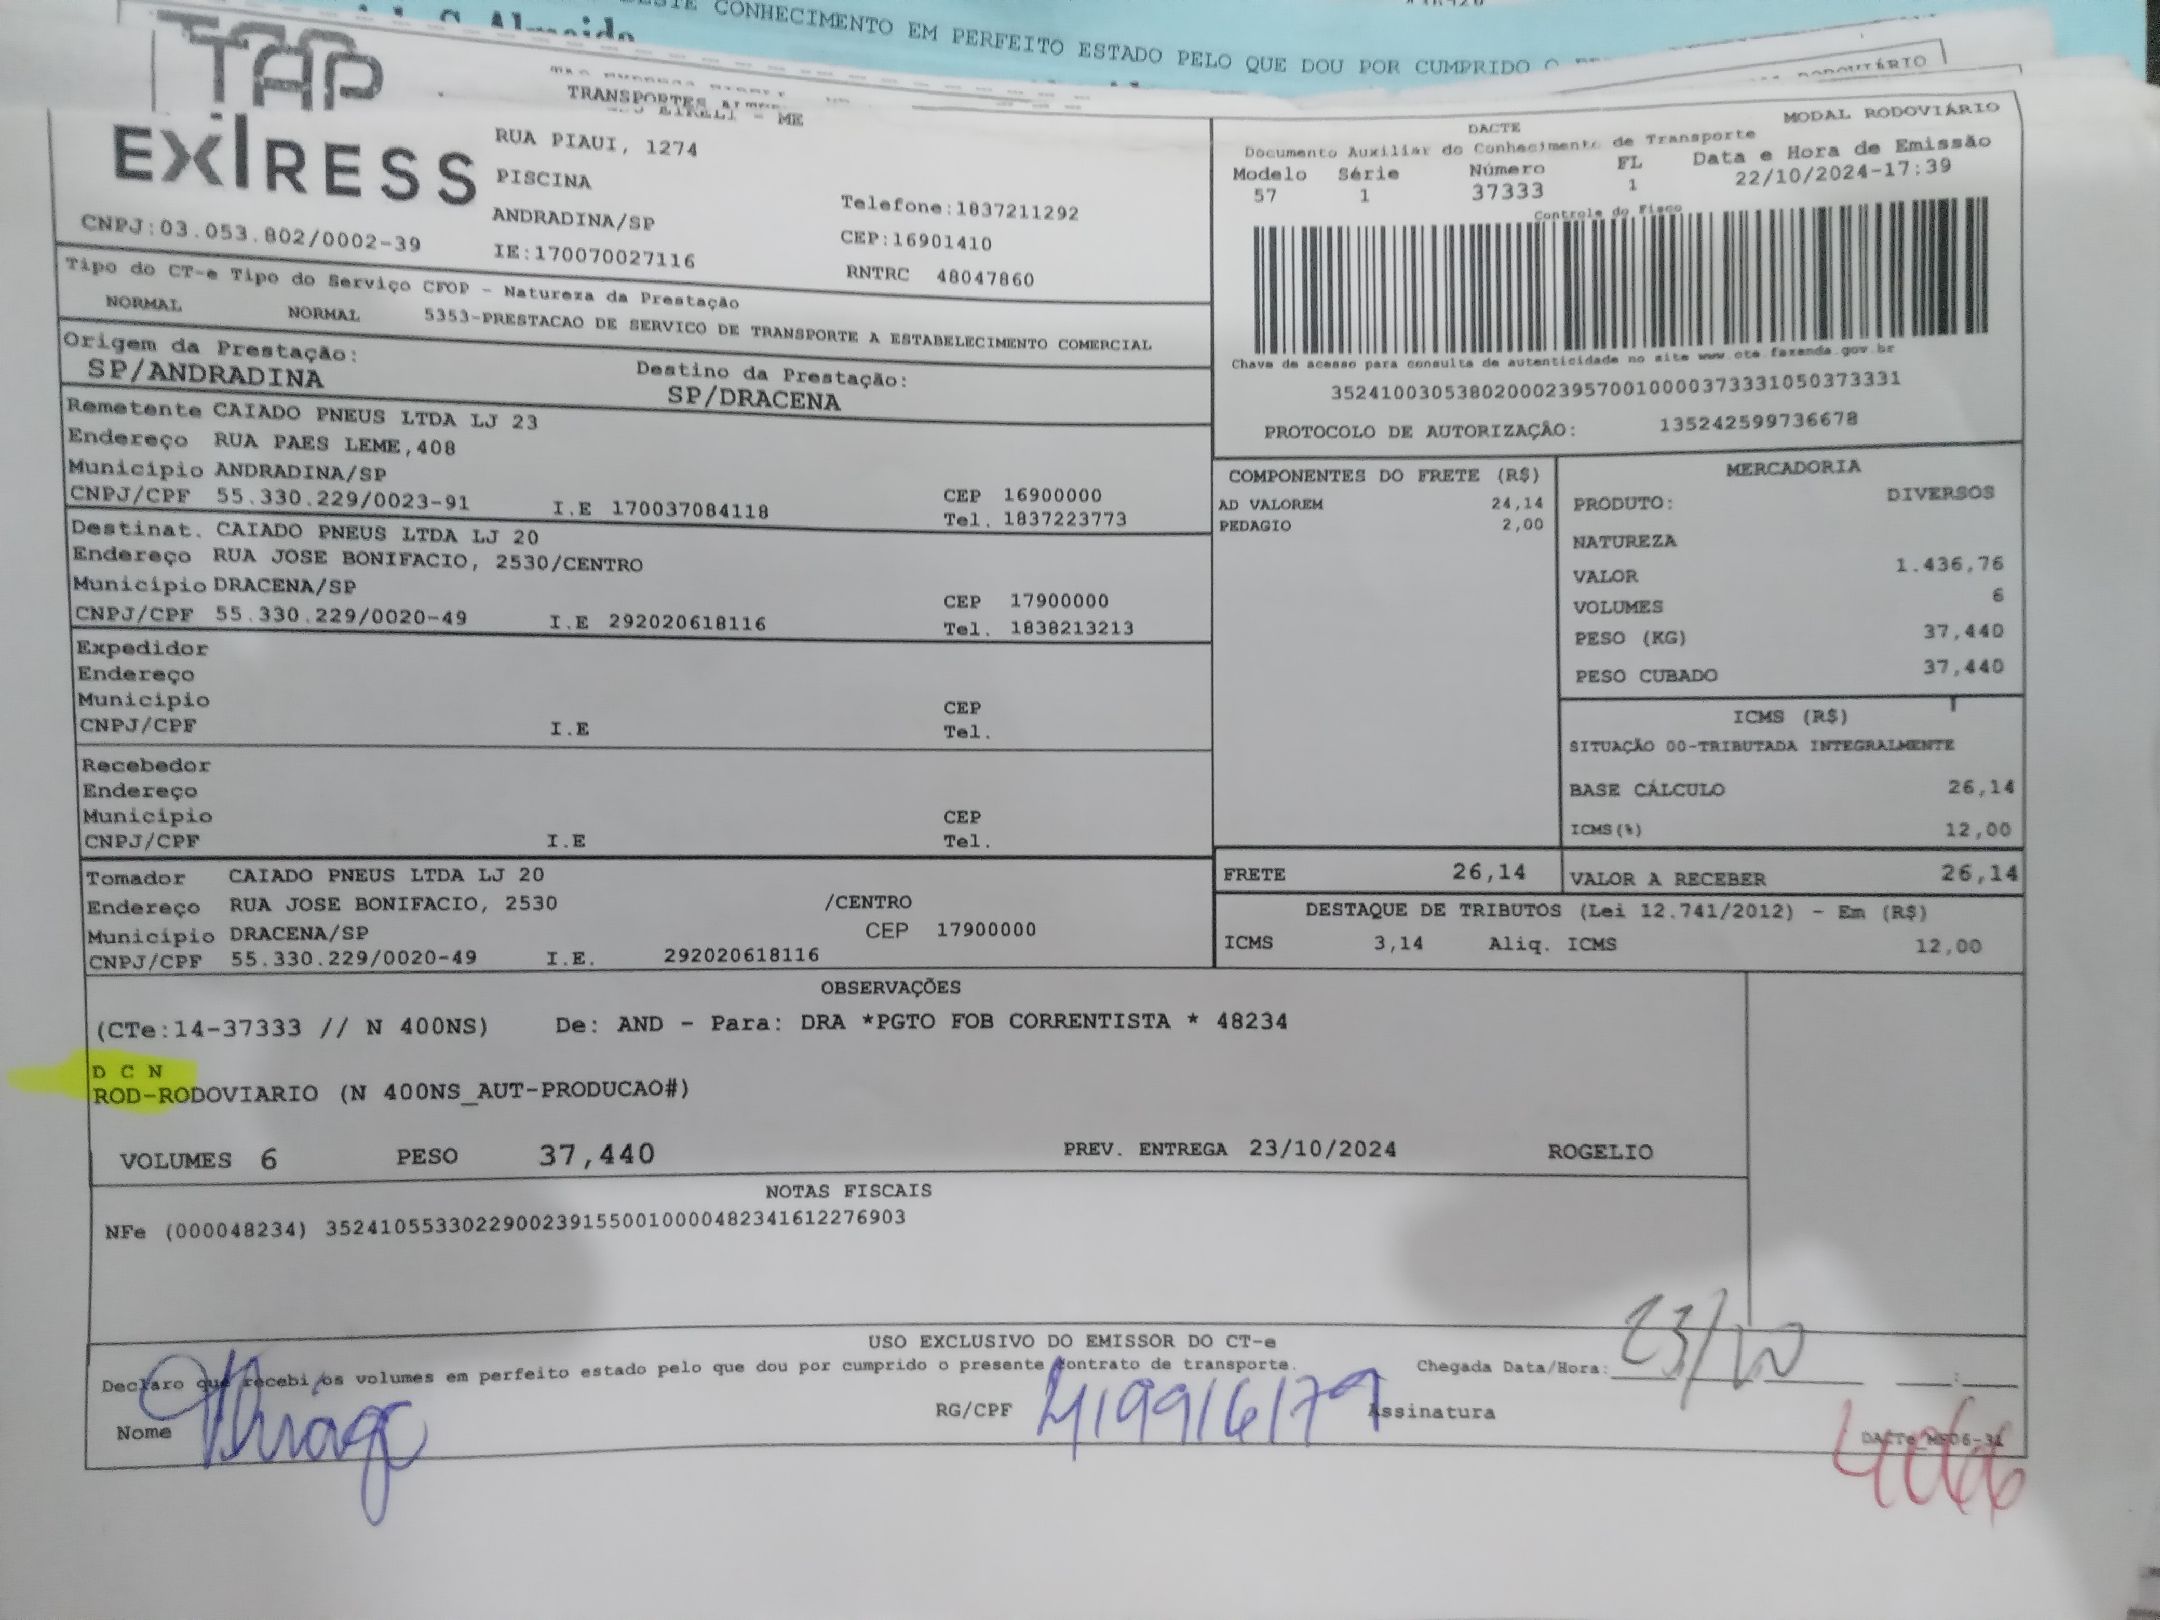 CONHECIMENTO EM PERFEITO ESTADO PELO QUE DOU POR CUMPRIDO O
Almeida
RODOVIÁRIO
TAP
EXPRESS
TRANSPORTES
EIRELI - ME
RUA PIAUI, 1274
PISCINA
ANDRADINA/SP
Telefone:1837211292
CEP:16901410
CNPJ:03.053.802/0002-39
IE:170070027116
RNTRC 48047860
MODAL RODOVIÁRIO
DACTE
Documento Auxiliar do Conhecimento de Transporte
Modelo Série Número FL Data e Hora de Emissão
57 1 37333 1 22/10/2024-17:39
Controle do Fisco
Chave de acesso para consulta de autenticidade no site www.cte.fazenda.gov.br
35241003053802000239570010000373331050373331
PROTOCOLO DE AUTORIZAÇÃO: 135242599736678
Tipo do CT-e Tipo do Serviço CFOP - Natureza da Prestação
NORMAL NORMAL 5353-PRESTACAO DE SERVICO DE TRANSPORTE A ESTABELECIMENTO COMERCIAL
Origem da Prestação: Destino da Prestação:
SP/ANDRADINA SP/DRACENA
Remetente CAIADO PNEUS LTDA LJ 23
Endereço RUA PAES LEME,408
Município ANDRADINA/SP CEP 16900000
CNPJ/CPF 55.330.229/0023-91 I.E 170037084118 Tel. 1837223773
Destinat. CAIADO PNEUS LTDA LJ 20
Endereço RUA JOSE BONIFACIO, 2530/CENTRO
Município DRACENA/SP CEP 17900000
CNPJ/CPF 55.330.229/0020-49 I.E 292020618116 Tel. 1838213213
Expedidor
Endereço
Município CEP
CNPJ/CPF I.E Tel.
Recebedor
Endereço
Município CEP
CNPJ/CPF I.E Tel.
Tomador CAIADO PNEUS LTDA LJ 20
Endereço RUA JOSE BONIFACIO, 2530 /CENTRO
Município DRACENA/SP CEP 17900000
CNPJ/CPF 55.330.229/0020-49 I.E. 292020618116
COMPONENTES DO FRETE (R$)
AD VALOREM 24,14
PEDAGIO 2,00
MERCADORIA
PRODUTO: DIVERSOS
NATUREZA
VALOR 1.436,76
VOLUMES 6
PESO (KG) 37,440
PESO CUBADO 37,440
ICMS (R$)
SITUAÇÃO 00-TRIBUTADA INTEGRALMENTE
BASE CÁLCULO 26,14
ICMS(%) 12,00
FRETE 26,14 VALOR A RECEBER 26,14
DESTAQUE DE TRIBUTOS (Lei 12.741/2012) - Em (R$)
ICMS 3,14 Aliq. ICMS 12,00
OBSERVAÇÕES
(CTe:14-37333 // N 400NS) De: AND - Para: DRA *PGTO FOB CORRENTISTA * 48234
D C N
ROD-RODOVIARIO (N 400NS_AUT-PRODUCAO#)
VOLUMES 6 PESO 37,440 PREV. ENTREGA 23/10/2024 ROGELIO
NOTAS FISCAIS
NFe (000048234) 35241055330229002391550010000482341612276903
USO EXCLUSIVO DO EMISSOR DO CT-e
Declaro que recebi os volumes em perfeito estado pelo que dou por cumprido o presente contrato de transporte. Chegada Data/Hora: 23/10 :
Nome Thiago RG/CPF 419916179 Assinatura